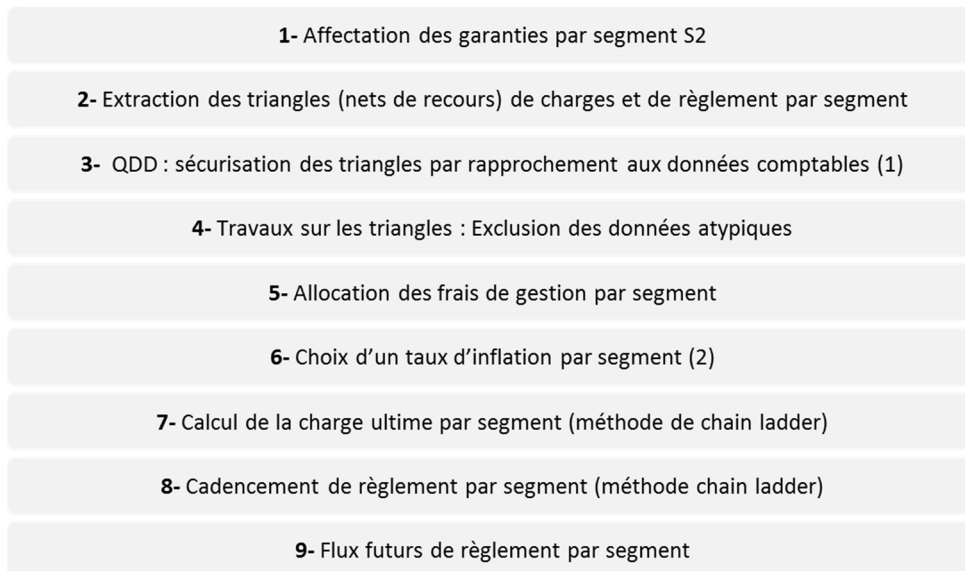 1- Affectation des garanties par segment S2
2- Extraction des triangles (nets de recours) de charges et de règlement par segment
3- QDD : sécurisation des triangles par rapprochement aux données comptables (1)
4- Travaux sur les triangles : Exclusion des données atypiques
5- Allocation des frais de gestion par segment
6- Choix d’un taux d’inflation par segment (2)
7- Calcul de la charge ultime par segment (méthode de chain ladder)
8- Cadencement de règlement par segment (méthode chain ladder)
9- Flux futurs de règlement par segment